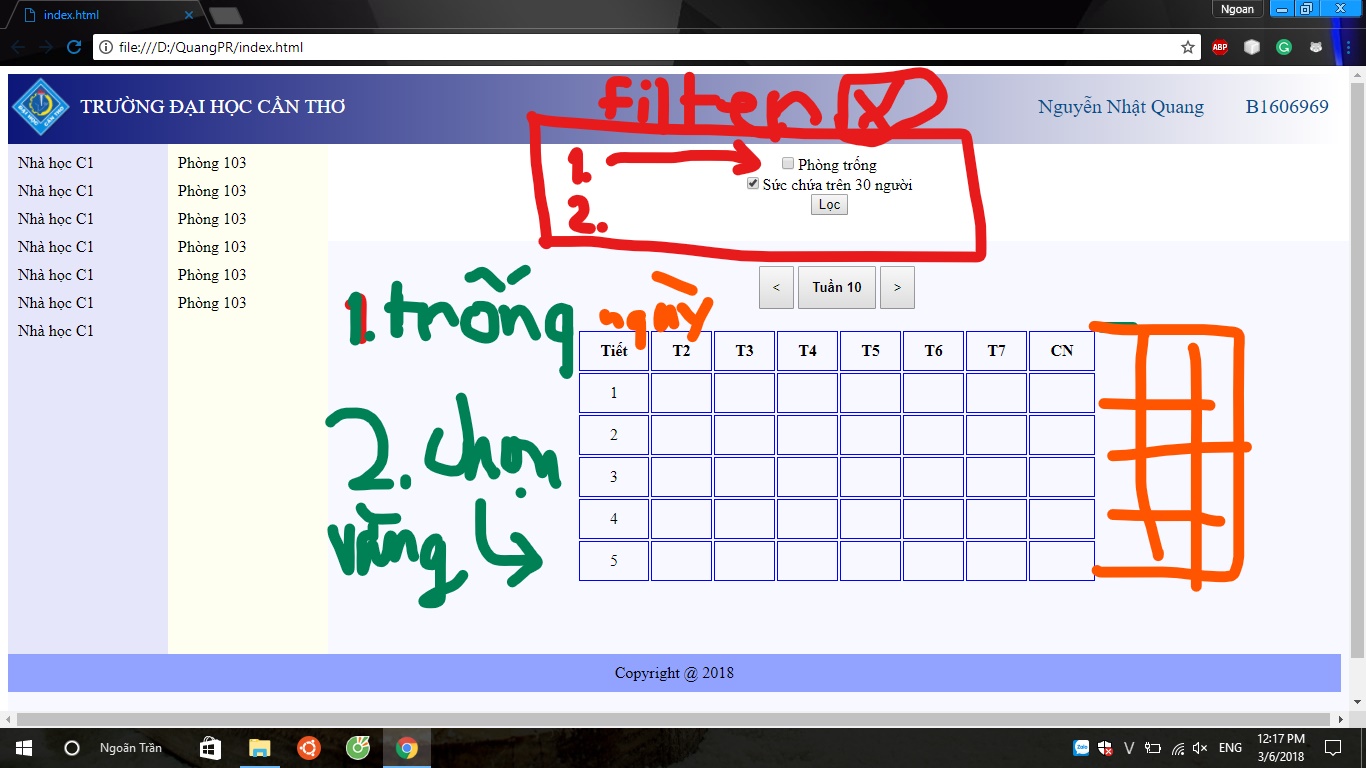 index.html
Ngoan
file:///D:/QuangPR/index.html
ABP
TRƯỜNG ĐẠI HỌC CẦN THƠ
filter X
Nguyễn Nhật Quang B1606969
Nhà học C1
Nhà học C1
Nhà học C1
Nhà học C1
Nhà học C1
Nhà học C1
Nhà học C1
Phòng 103
Phòng 103
Phòng 103
Phòng 103
Phòng 103
Phòng 103
1.
Phòng trống
Sức chứa trên 30 người
2.
Lọc
< Tuần 10 >
1. trống
ngày
2. chọn
vắng
Tiết T2 T3 T4 T5 T6 T7 CN
1
2
3
4
5
Copyright @ 2018
Ngoãn Trần
Zalo
ENG
12:17 PM
3/6/2018